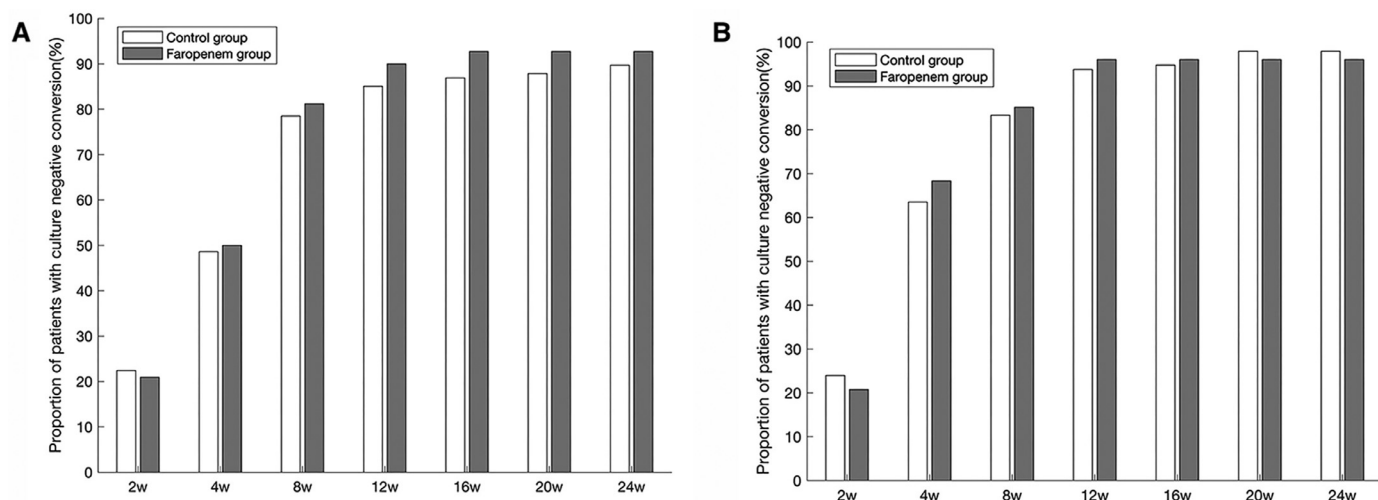 A
Proportion of patients with culture negative conversion(%)
100
90
80
70
60
50
40
30
20
10
0
Control group
Faropenem group
2w 4w 8w 12w 16w 20w 24w
B
Proportion of patients with culture negative conversion(%)
100
90
80
70
60
50
40
30
20
10
0
Control group
Faropenem group
2w 4w 8w 12w 16w 20w 24w